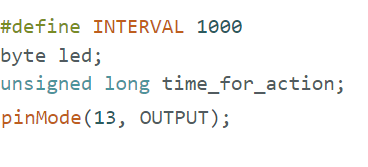 #define INTERVAL 1000
byte led;
unsigned long time_for_action;
pinMode(13, OUTPUT);